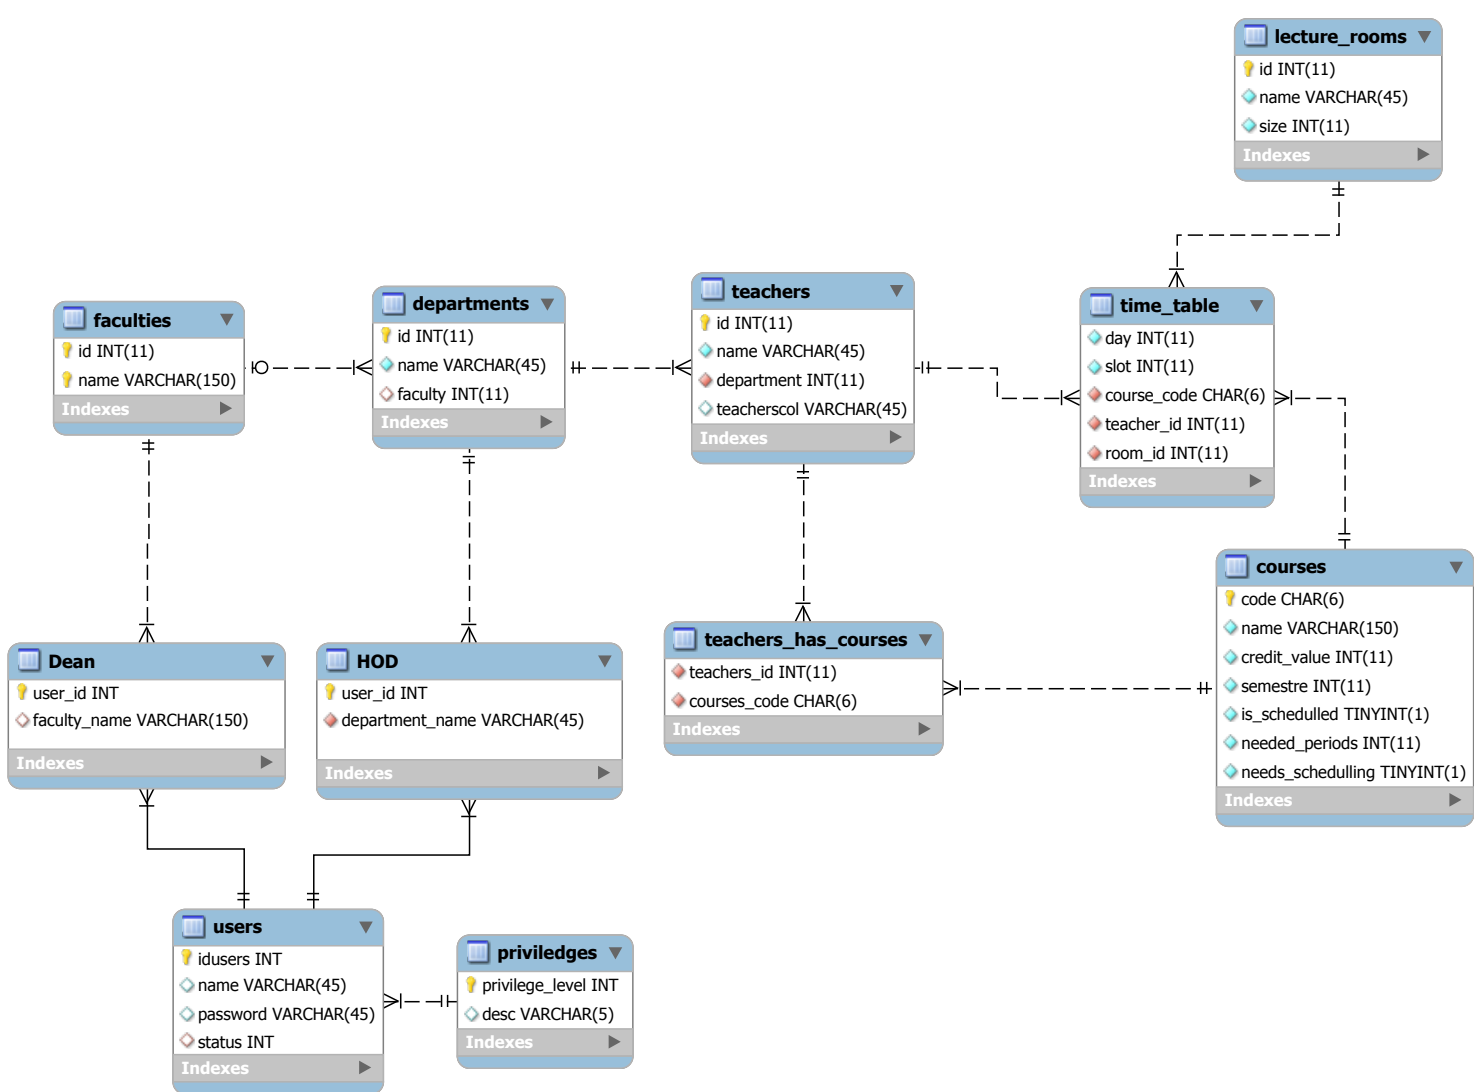 lecture_rooms
id INT(11)
name VARCHAR(45)
size INT(11)
Indexes
faculties
id INT(11)
name VARCHAR(150)
Indexes
departments
id INT(11)
name VARCHAR(45)
faculty INT(11)
Indexes
teachers
id INT(11)
name VARCHAR(45)
department INT(11)
teacherscol VARCHAR(45)
Indexes
time_table
day INT(11)
slot INT(11)
course_code CHAR(6)
teacher_id INT(11)
room_id INT(11)
Indexes
Dean
user_id INT
faculty_name VARCHAR(150)
Indexes
HOD
user_id INT
department_name VARCHAR(45)
Indexes
teachers_has_courses
teachers_id INT(11)
courses_code CHAR(6)
Indexes
courses
code CHAR(6)
name VARCHAR(150)
credit_value INT(11)
semestre INT(11)
is_schedulled TINYINT(1)
needed_periods INT(11)
needs_schedulling TINYINT(1)
Indexes
users
idusers INT
name VARCHAR(45)
password VARCHAR(45)
status INT
Indexes
priviledges
privilege_level INT
desc VARCHAR(5)
Indexes